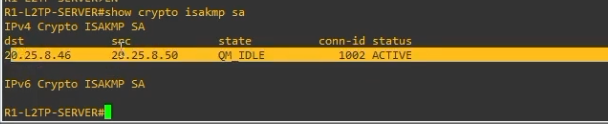 R1-L2TP-SERVER#show crypto isakmp sa
IPv4 Crypto ISAKMP SA
dst src state conn-id status
20.25.8.46 20.25.8.50 QM_IDLE 1002 ACTIVE
IPv6 Crypto ISAKMP SA
R1-L2TP-SERVER#